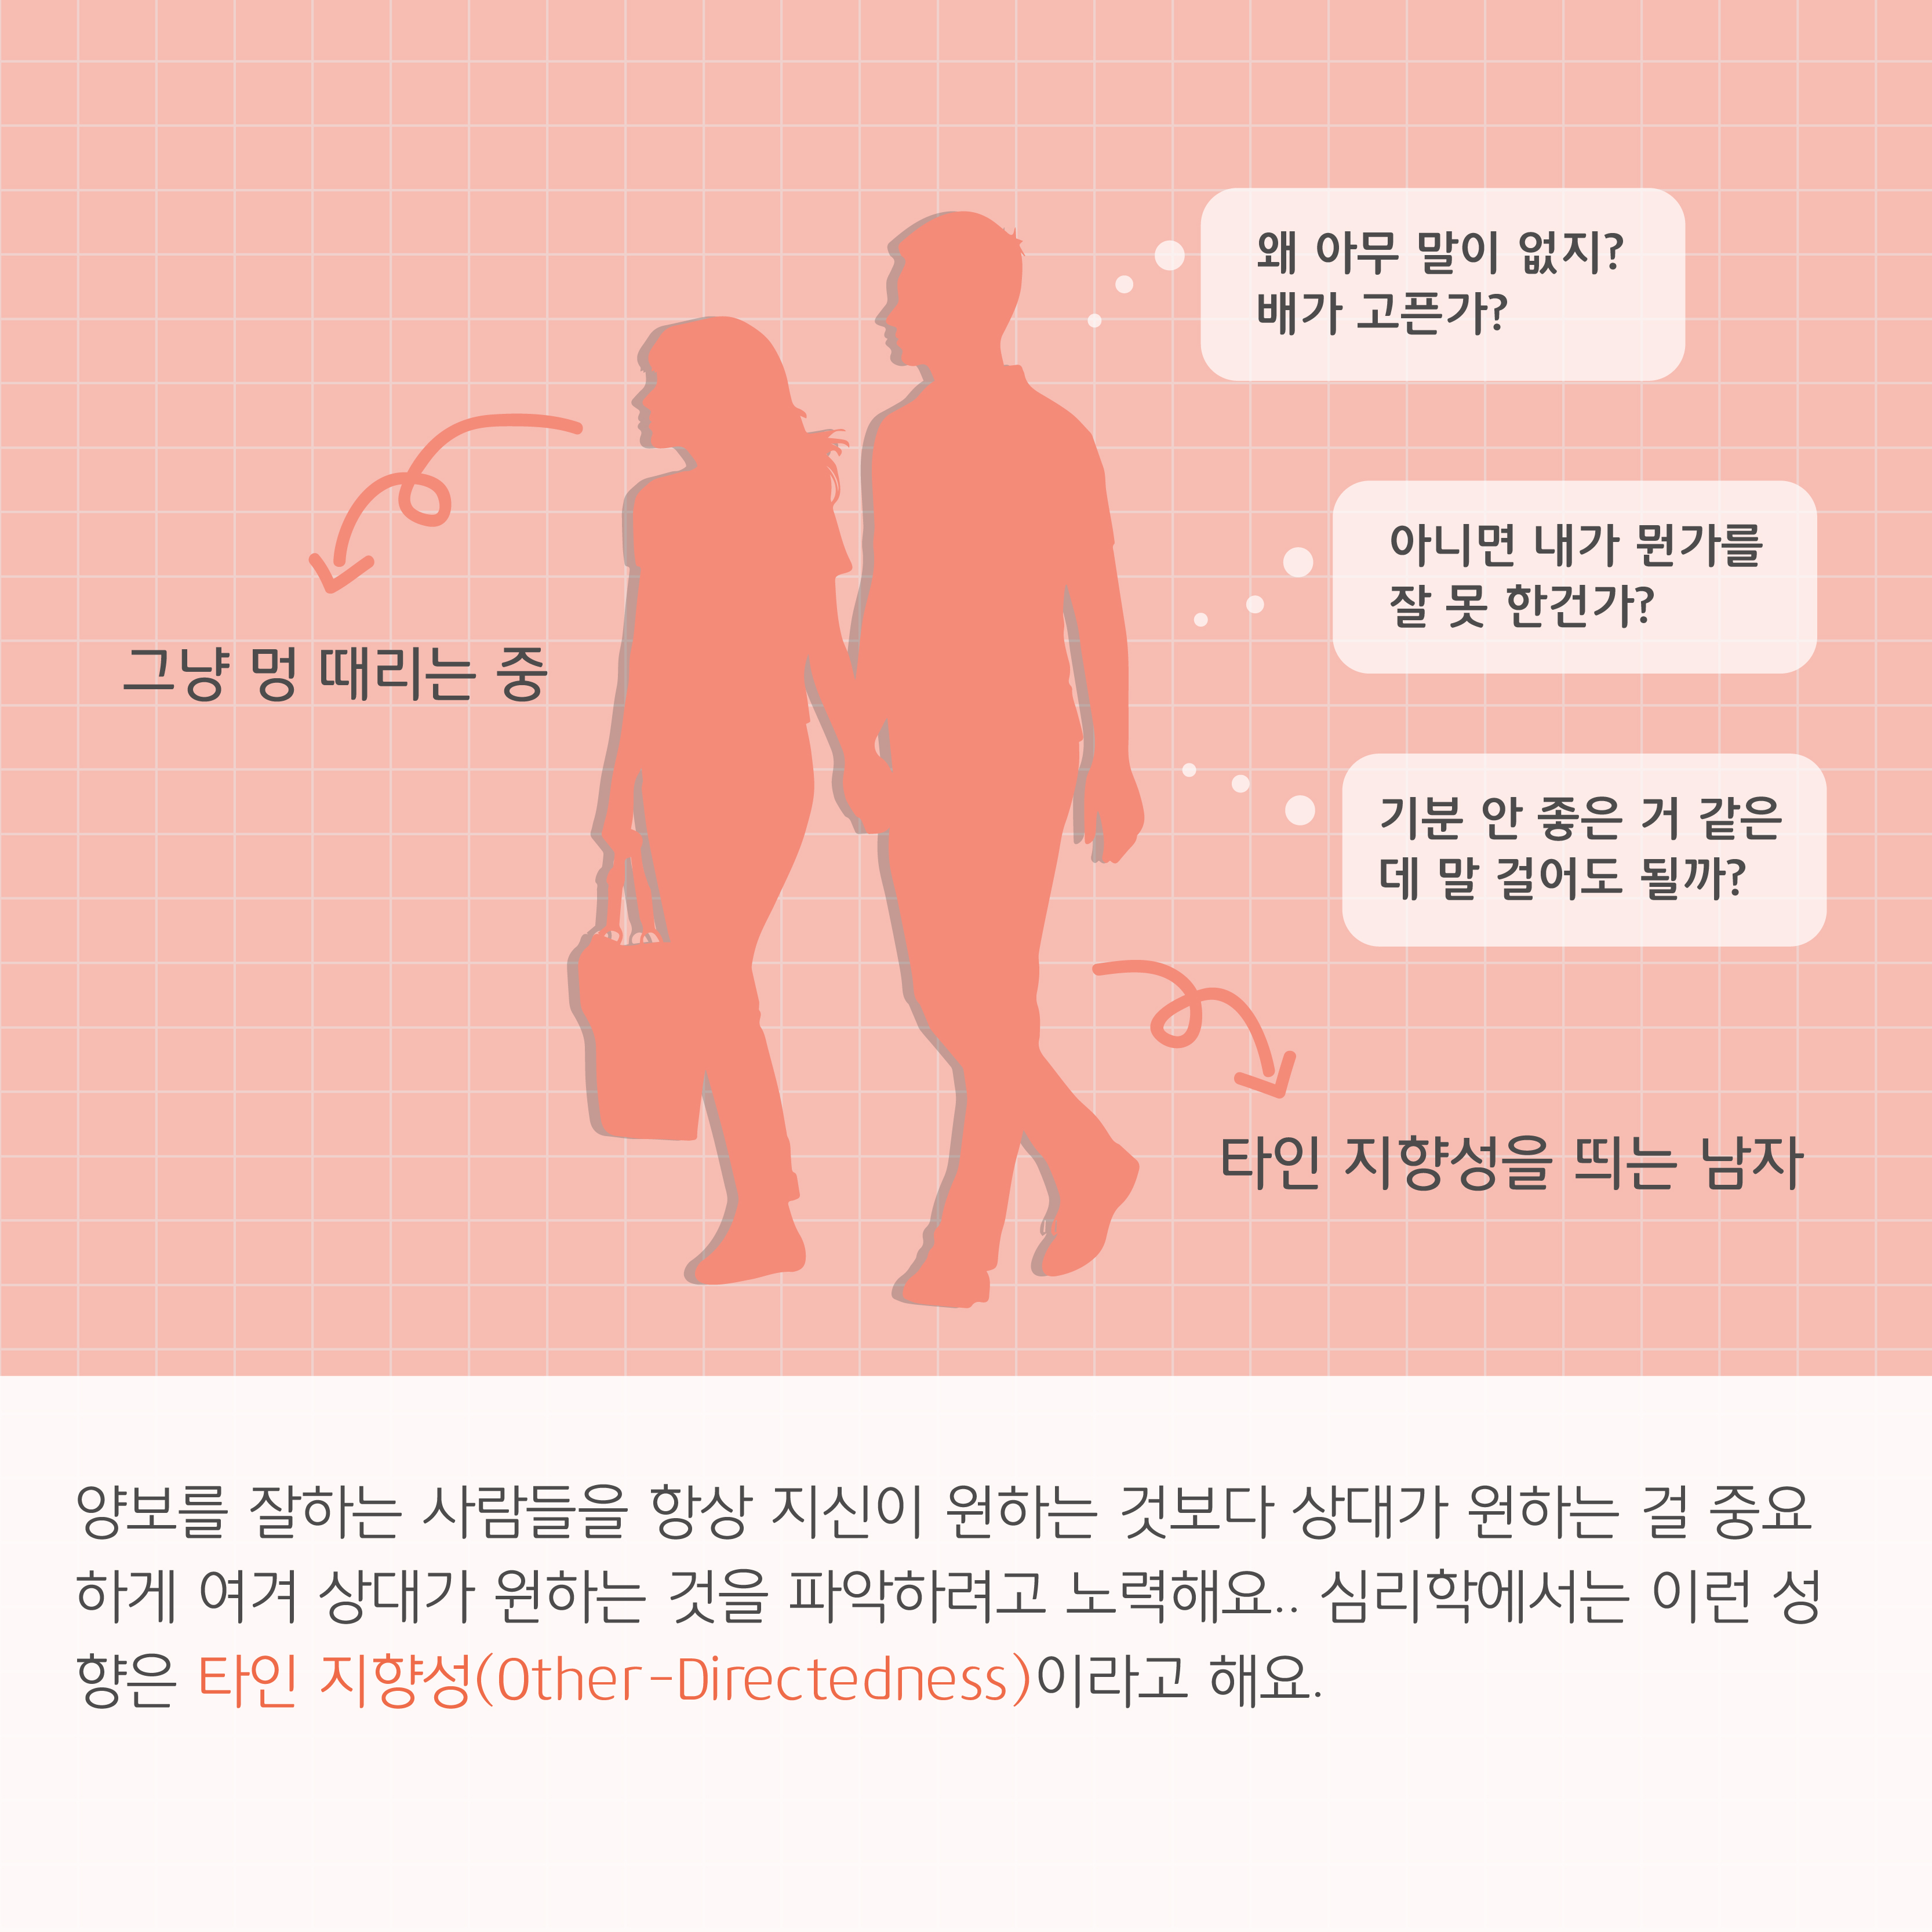 왜 아무 말이 없지?
배가 고픈가?
아니면 내가 뭔가를
잘 못 한건가?
그냥 멍 때리는 중
기분 안 좋은 거 같은
데 말 걸어도 될까?
타인 지향성을 띄는 남자
양보를 잘하는 사람들을 항상 자신이 원하는 것보다 상대가 원하는 걸 중요
하게 여겨 상대가 원하는 것을 파악하려고 노력해요.. 심리학에서는 이런 성
향은 타인 지향성(Other-Directedness)이라고 해요.